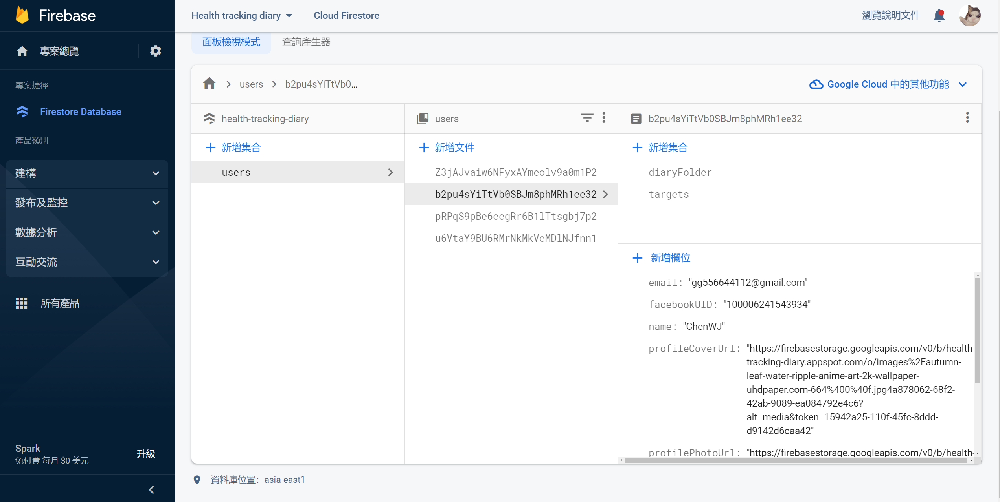 Firebase
Health tracking diary
Cloud Firestore
瀏覽說明文件
面板檢視模式
查詢產生器
專案總覽
專案捷徑
Firestore Database
產品類別
建構
發布及監控
數據分析
互動交流
所有產品
Spark
免付費 每月 $0 美元
升級
users
b2pu4sYiTtVb0...
Google Cloud 中的其他功能
health-tracking-diary
新增集合
users
users
新增文件
Z3jAJvaiw6NFyxAYmeolv9a0m1P2
b2pu4sYiTtVb0SBJm8phMRh1ee32
pRPqS9pBe6eegRr6B1lTtsgbj7p2
u6VtaY9BU6RMrNkMkVeMDlNJfnn1
b2pu4sYiTtVb0SBJm8phMRh1ee32
新增集合
diaryFolder
targets
新增欄位
email: "gg556644112@gmail.com"
facebookUID: "100006241543934"
name: "ChenWJ"
profileCoverUrl: "https://firebasestorage.googleapis.com/v0/b/health-
tracking-diary.appspot.com/o/images%2Fautumn-
leaf-water-ripple-anime-art-2k-wallpaper-
uhdpaper.com-664%400%40f.jpg4a878062-68f2-
42ab-9089-ea084792e4c6?
alt=media&token=15942a25-110f-45fc-8ddd-
d9142d6caa42"
profilePhotoUrl: "https://firebasestorage.googleapis.com/v0/b/health-
資料庫位置: asia-east1